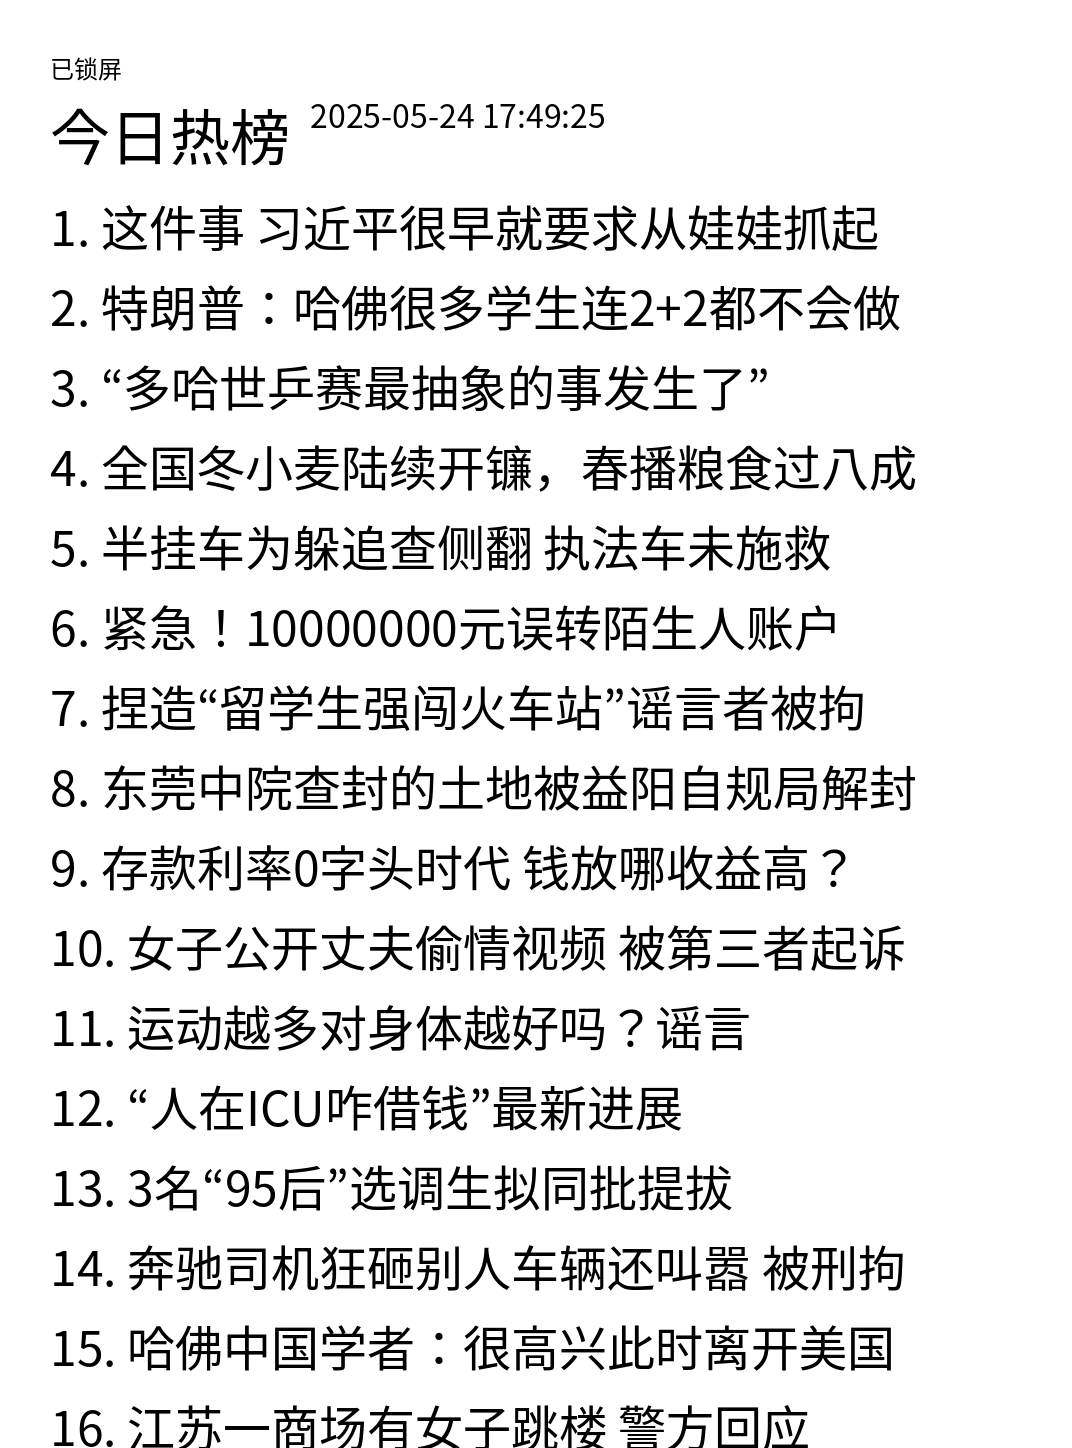 已锁屏
今日热榜 2025-05-24 17:49:25
1. 这件事 习近平很早就要求从娃娃抓起
2. 特朗普：哈佛很多学生连2+2都不会做
3. “多哈世乒赛最抽象的事发生了”
4. 全国冬小麦陆续开镰，春播粮食过八成
5. 半挂车为躲追查侧翻 执法车未施救
6. 紧急！10000000元误转陌生人账户
7. 捏造“留学生强闯火车站”谣言者被拘
8. 东莞中院查封的土地被益阳自规局解封
9. 存款利率0字头时代 钱放哪收益高？
10. 女子公开丈夫偷情视频 被第三者起诉
11. 运动越多对身体越好吗？谣言
12. “人在ICU咋借钱”最新进展
13. 3名“95后”选调生拟同批提拔
14. 奔驰司机狂砸别人车辆还叫嚣 被刑拘
15. 哈佛中国学者：很高兴此时离开美国
16. 江苏一商场有女子跳楼 警方回应